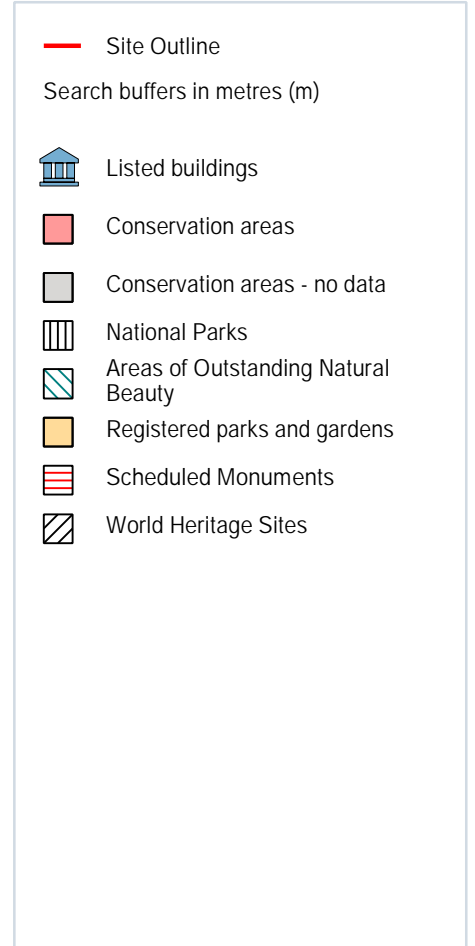 Site Outline
Search buffers in metres (m)
Listed buildings
Conservation areas
Conservation areas - no data
National Parks
Areas of Outstanding Natural
Beauty
Registered parks and gardens
Scheduled Monuments
World Heritage Sites